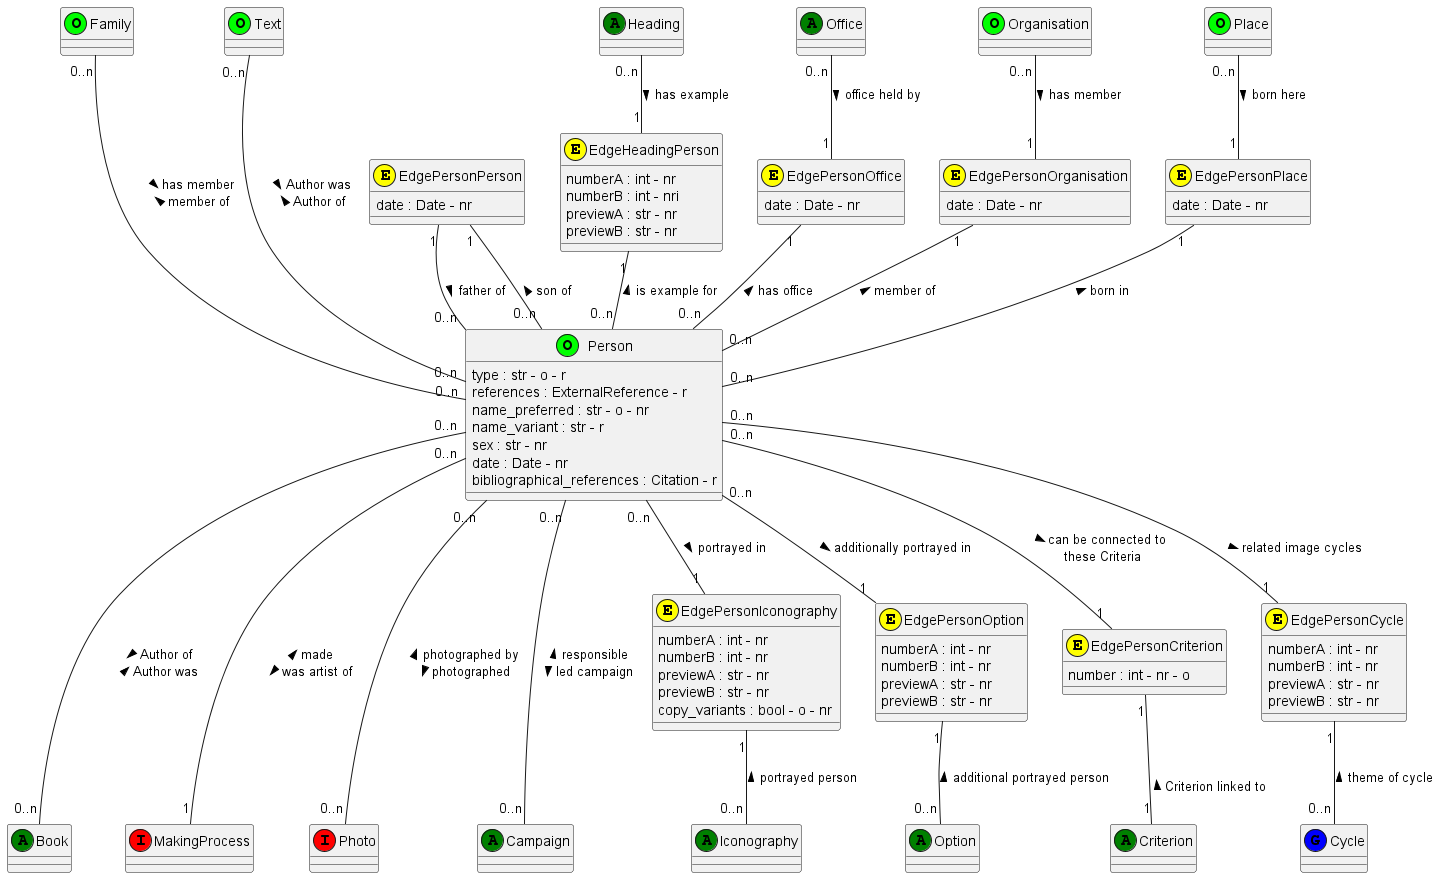 O Family
O Text
A Heading
A Office
O Organisation
O Place
0..n
0..n
0..n
0..n
0..n
0..n
has example
office held by
has member
born here
1
1
1
1
E EdgePersonPerson
date : Date - nr
E EdgeHeadingPerson
numberA : int - nr
numberB : int - nri
previewA : str - nr
previewB : str - nr
E EdgePersonOffice
date : Date - nr
E EdgePersonOrganisation
date : Date - nr
E EdgePersonPlace
date : Date - nr
has member
member of
Author was
Author of
1
1
1
1
1
1
father of
son of
is example for
has office
member of
born in
0..n
0..n
0..n
0..n
0..n
0..n
0..n
0..n
O Person
type : str - o - r
references : ExternalReference - r
name_preferred : str - o - nr
name_variant : str - r
sex : str - nr
date : Date - nr
bibliographical_references : Citation - r
0..n
0..n
0..n
0..n
0..n
0..n
0..n
0..n
portrayed in
additionally portrayed in
can be connected to
these Criteria
related image cycles
1
1
1
1
Author of
Author was
made
was artist of
photographed by
photographed
responsible
led campaign
E EdgePersonIconography
numberA : int - nr
numberB : int - nr
previewA : str - nr
previewB : str - nr
copy_variants : bool - o - nr
E EdgePersonOption
numberA : int - nr
numberB : int - nr
previewA : str - nr
previewB : str - nr
E EdgePersonCriterion
number : int - nr - o
E EdgePersonCycle
numberA : int - nr
numberB : int - nr
previewA : str - nr
previewB : str - nr
1
1
1
1
portrayed person
additional portrayed person
Criterion linked to
theme of cycle
0..n
1
0..n
0..n
0..n
0..n
1
0..n
A Book
I MakingProcess
I Photo
A Campaign
A Iconography
A Option
A Criterion
G Cycle